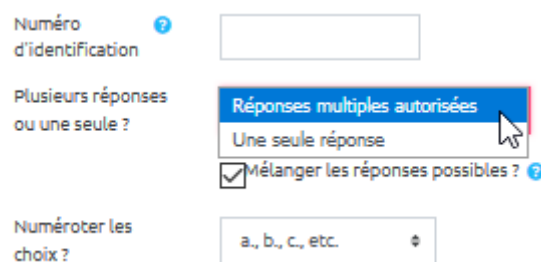 Numéro
d'identification
Plusieurs réponses
ou une seule ?
Réponses multiples autorisées
Une seule réponse
Mélanger les réponses possibles ?
Numéroter les
choix ?
a., b., c., etc.